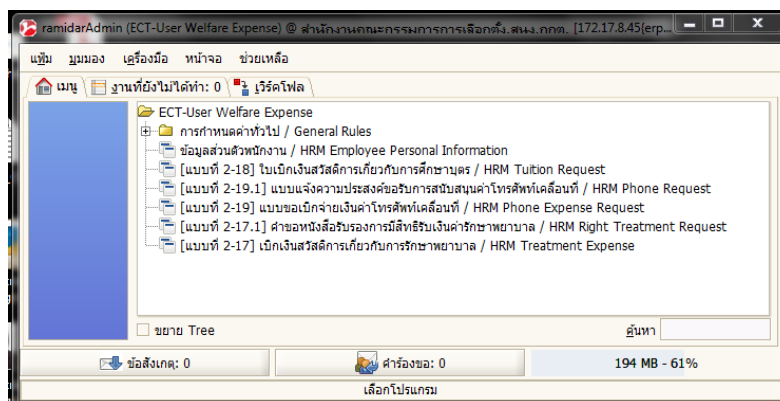 ramidarAdmin (ECT-User Welfare Expense) @ สำนักงานคณะกรรมการการเลือกตั้ง.สนง.กกต. [172.17.8.45{erp...
แฟ้ม มุมมอง เครื่องมือ หน้าจอ ช่วยเหลือ
เมนู งานที่ยังไม่ได้ทำ: 0 เวิร์คโฟล
ECT-User Welfare Expense
การกำหนดค่าทั่วไป / General Rules
ข้อมูลส่วนตัวพนักงาน / HRM Employee Personal Information
[แบบที่ 2-18] ใบเบิกเงินสวัสดิการเกี่ยวกับการศึกษาบุตร / HRM Tuition Request
[แบบที่ 2-19.1] แบบแจ้งความประสงค์ขอรับการสนับสนุนค่าโทรศัพท์เคลื่อนที่ / HRM Phone Request
[แบบที่ 2-19] แบบขอเบิกจ่ายเงินค่าโทรศัพท์เคลื่อนที่ / HRM Phone Expense Request
[แบบที่ 2-17.1] คำขอหนังสือรับรองการมีสิทธิรับเงินค่ารักษาพยาบาล / HRM Right Treatment Request
[แบบที่ 2-17] เบิกเงินสวัสดิการเกี่ยวกับการรักษาพยาบาล / HRM Treatment Expense
ขยาย Tree ค้นหา
ข้อสังเกต: 0 คำร้องขอ: 0 194 MB - 61%
เลือกโปรแกรม